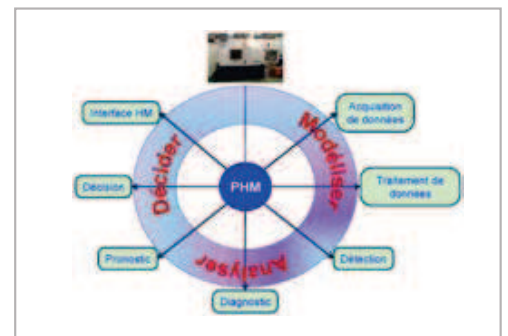 Interface HM
Acquisition
de données
Décider
Modéliser
Décision
PHM
Traitement de
données
Pronostic
Analyser
Détection
Diagnostic